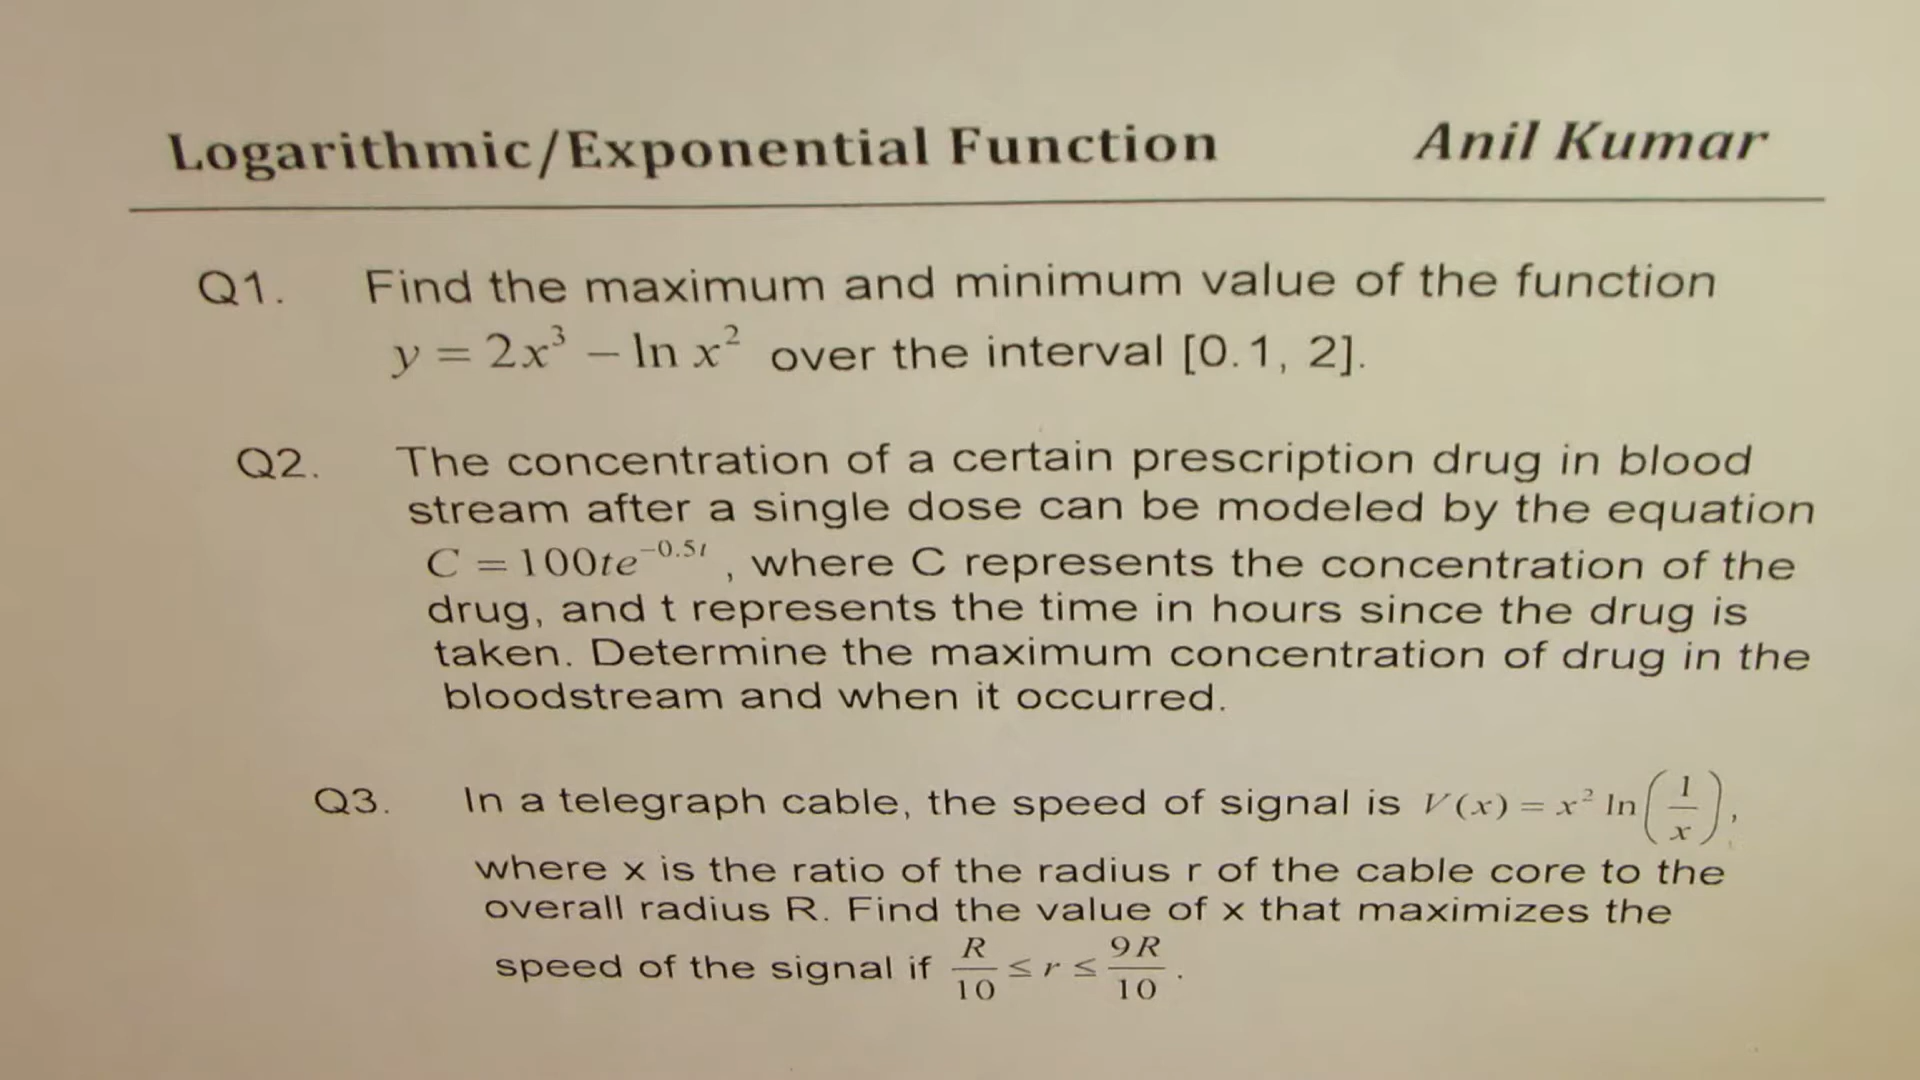 Logarithmic/Exponential Function Anil Kumar
Q1. Find the maximum and minimum value of the function
y = 2x³ − ln x² over the interval [0.1, 2].
Q2. The concentration of a certain prescription drug in blood
stream after a single dose can be modeled by the equation
C = 100te^{−0.5t} , where C represents the concentration of the
drug, and t represents the time in hours since the drug is
taken. Determine the maximum concentration of drug in the
bloodstream and when it occurred.
Q3. In a telegraph cable, the speed of signal is V(x) = x² ln(1/x),
where x is the ratio of the radius r of the cable core to the
overall radius R. Find the value of x that maximizes the
speed of the signal if R/10 ≤ r ≤ 9R/10 .